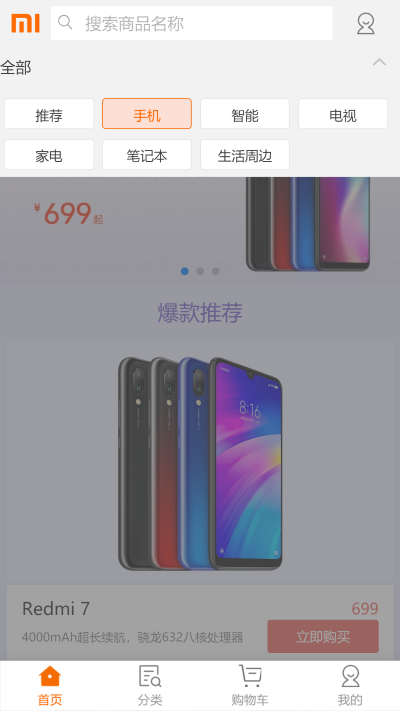 搜索商品名称
全部
推荐 手机 智能 电视
家电 笔记本 生活周边
¥699起
爆款推荐
8:16
Redmi 7 699
4000mAh超长续航，骁龙632八核处理器 立即购买
首页 分类 购物车 我的